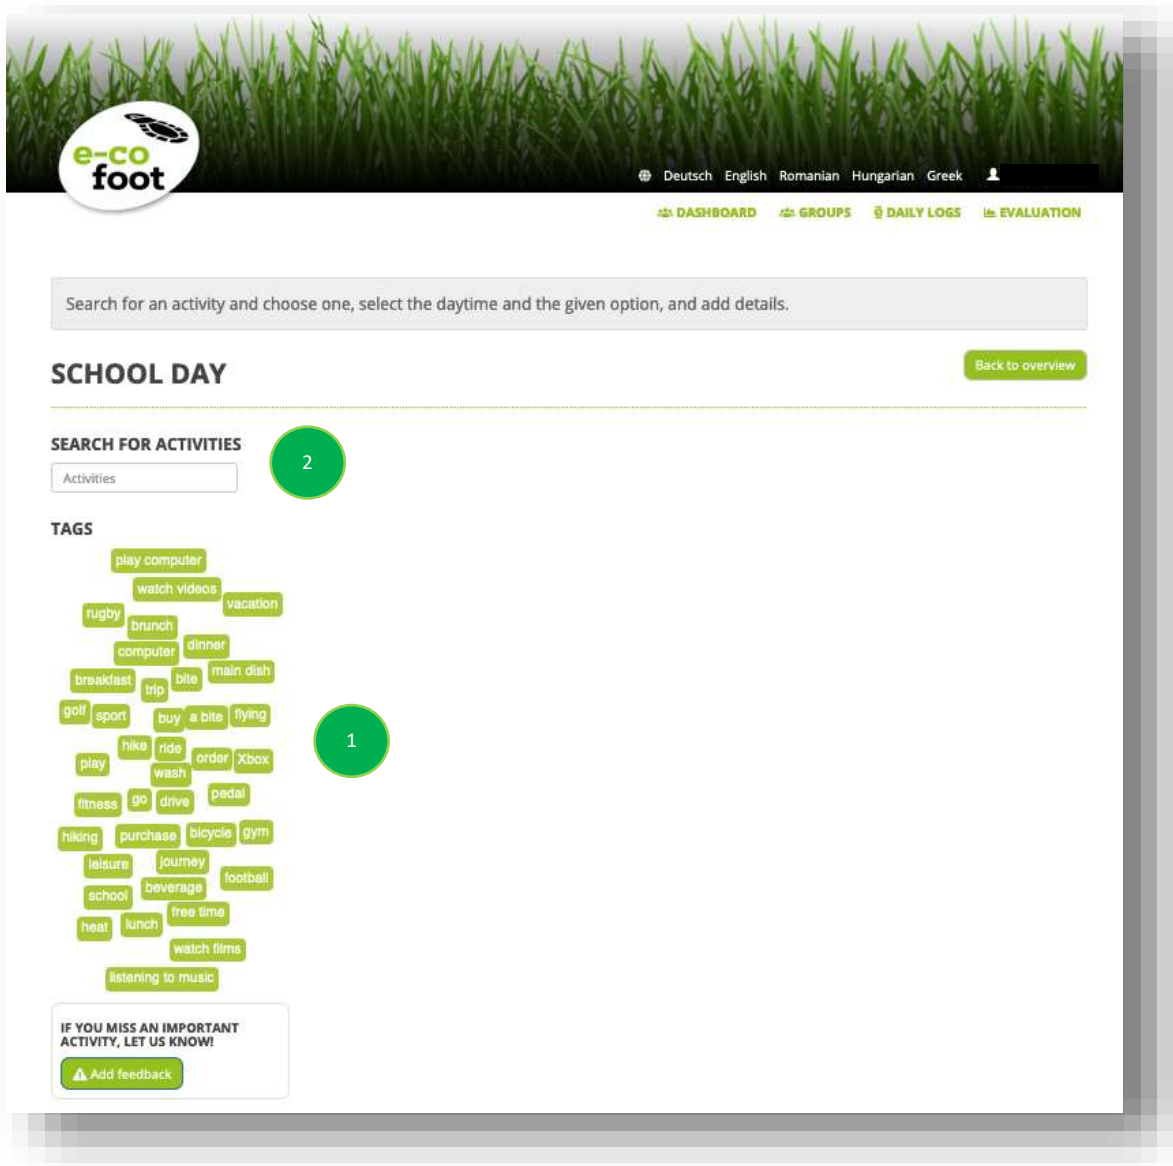 e-co
foot
Deutsch English Romanian Hungarian Greek
DASHBOARD GROUPS DAILY LOGS EVALUATION
Search for an activity and choose one, select the daytime and the given option, and add details.
SCHOOL DAY
Back to overview
SEARCH FOR ACTIVITIES
2
Activities
TAGS
play computer
watch videos
vacation
rugby
brunch
computer dinner
breakfast trip bite main dish
golf sport buy a bite flying
hike ride order Xbox
play wash
fitness go drive pedal
1
hiking purchase bicycle gym
leisure journey
school beverage football
heat lunch free time
watch films
listening to music
IF YOU MISS AN IMPORTANT
ACTIVITY, LET US KNOW!
Add feedback